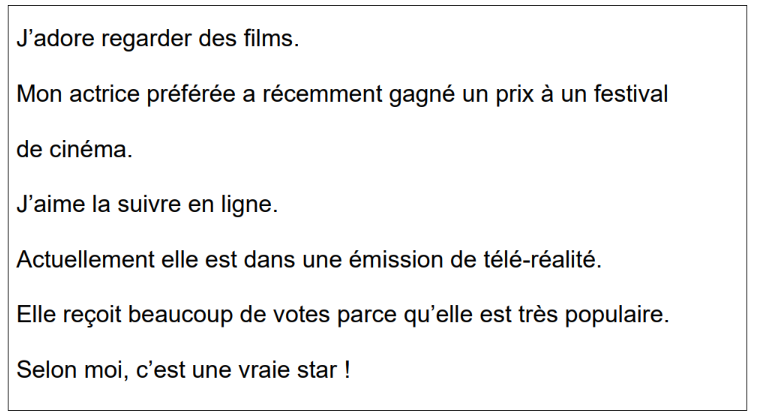 J’adore regarder des films.
Mon actrice préférée a récemment gagné un prix à un festival
de cinéma.
J’aime la suivre en ligne.
Actuellement elle est dans une émission de télé-réalité.
Elle reçoit beaucoup de votes parce qu’elle est très populaire.
Selon moi, c’est une vraie star !